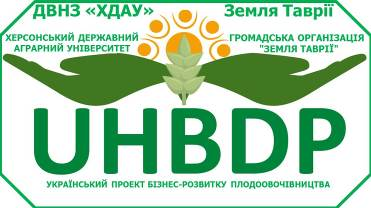 ДВНЗ «ХДАУ» Земля Таврії
ХЕРСОНСЬКИЙ ДЕРЖАВНИЙ ГРОМАДСЬКА ОРГАНІЗАЦІЯ
АГРАРНИЙ УНІВЕРСИТЕТ "ЗЕМЛЯ ТАВРІЇ"
UHBDP
УКРАЇНСЬКИЙ ПРОЕКТ БІЗНЕС-РОЗВИТКУ ПЛОДООВОЧІВНИЦТВА